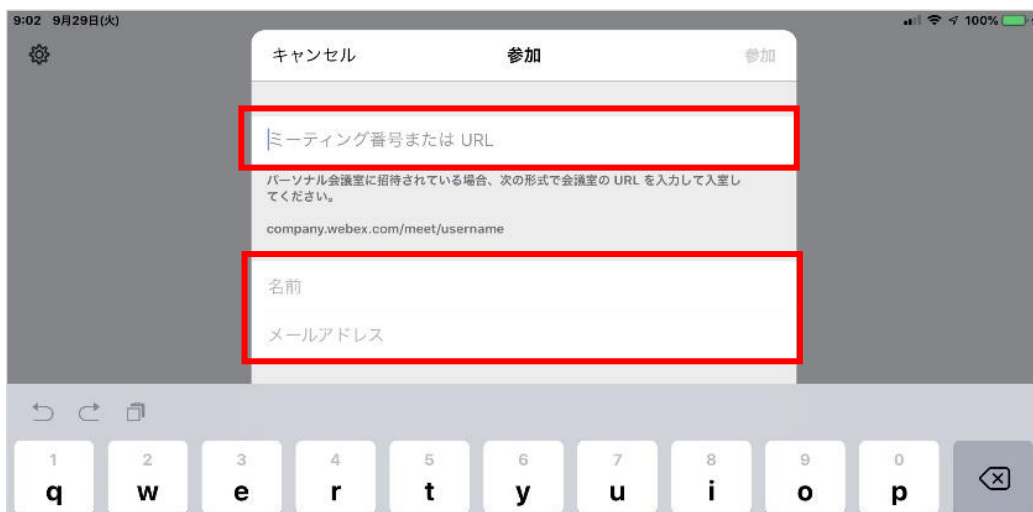 9:02 9月29日(火)
100%
キャンセル 参加 参加
ミーティング番号または URL
パーソナル会議室に招待されている場合、次の形式で会議室の URL を入力して入室し
てください。
company.webex.com/meet/username
名前
メールアドレス
1 2 3 4 5 6 7 8 9 0
q w e r t y u i o p